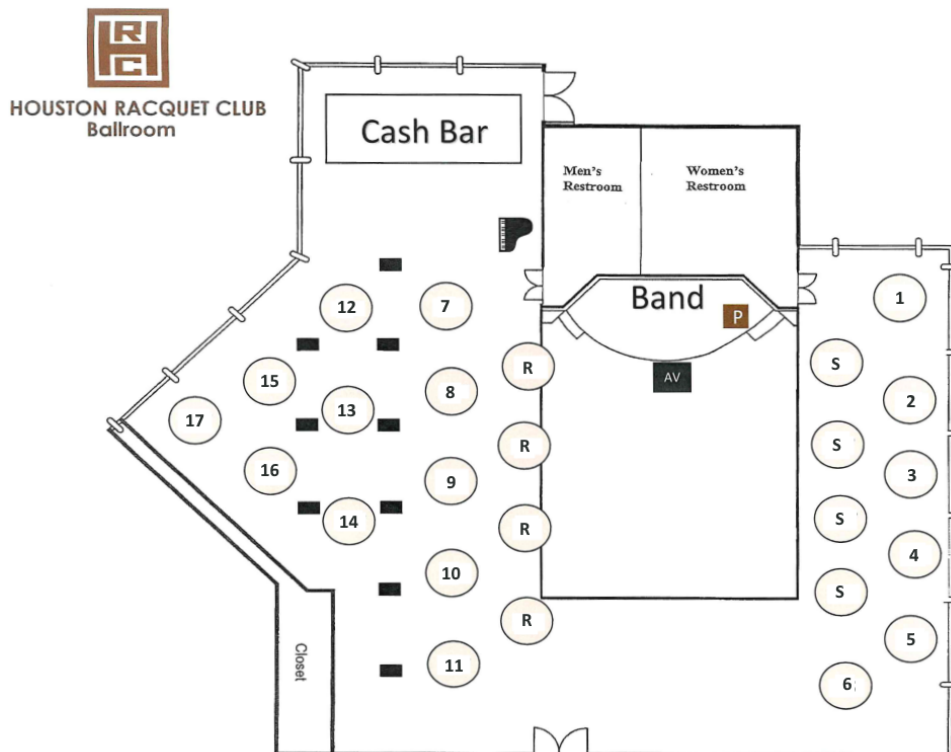 HRC
HOUSTON RACQUET CLUB
Ballroom
Cash Bar
Men's
Restroom
Women's
Restroom
Band
P
AV
1
12
7
R
S
15
8
2
13
17
R
S
3
16
9
14
R
S
4
10
S
R
5
11
6
Closet